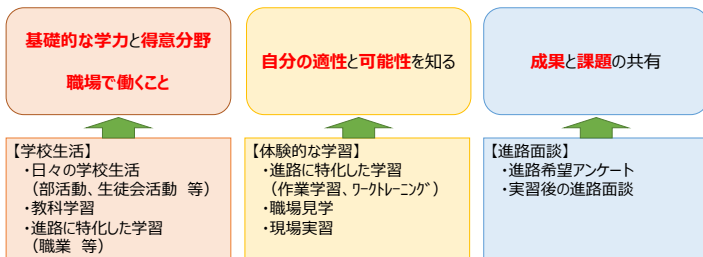 基礎的な学力と得意分野
職場で働くこと
自分の適性と可能性を知る
成果と課題の共有
【学校生活】
・日々の学校生活
（部活動、生徒会活動　等）
・教科学習
・進路に特化した学習
（職業　等）
【体験的な学習】
・進路に特化した学習
（作業学習、ﾜｰｸﾄﾚｰﾆﾝｸﾞ）
・職場見学
・現場実習
【進路面談】
・進路希望アンケート
・実習後の進路面談